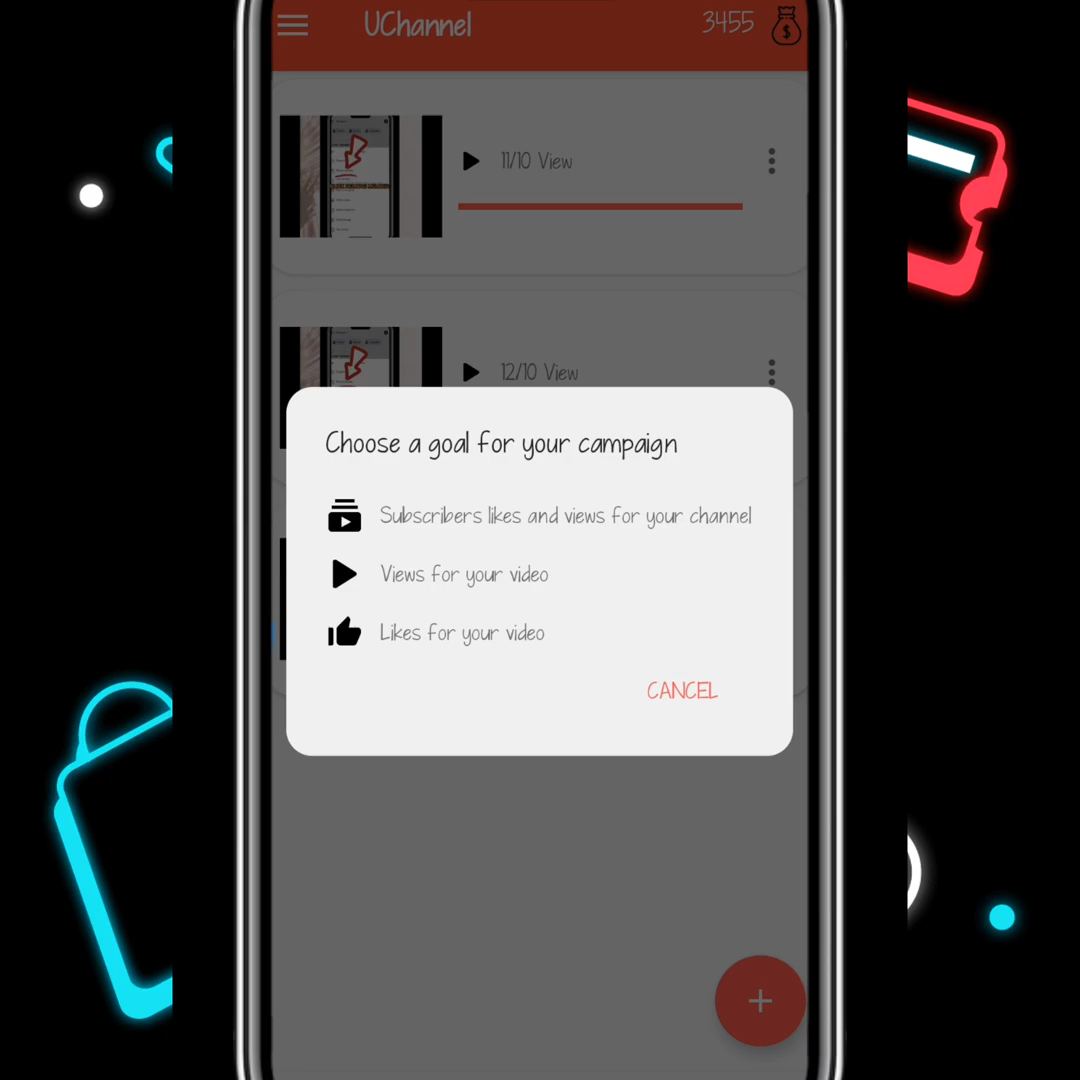 UChannel 3455
11/10 View
12/10 View
Choose a goal for your campaign
Subscribers likes and views for your channel
Views for your video
Likes for your video
CANCEL